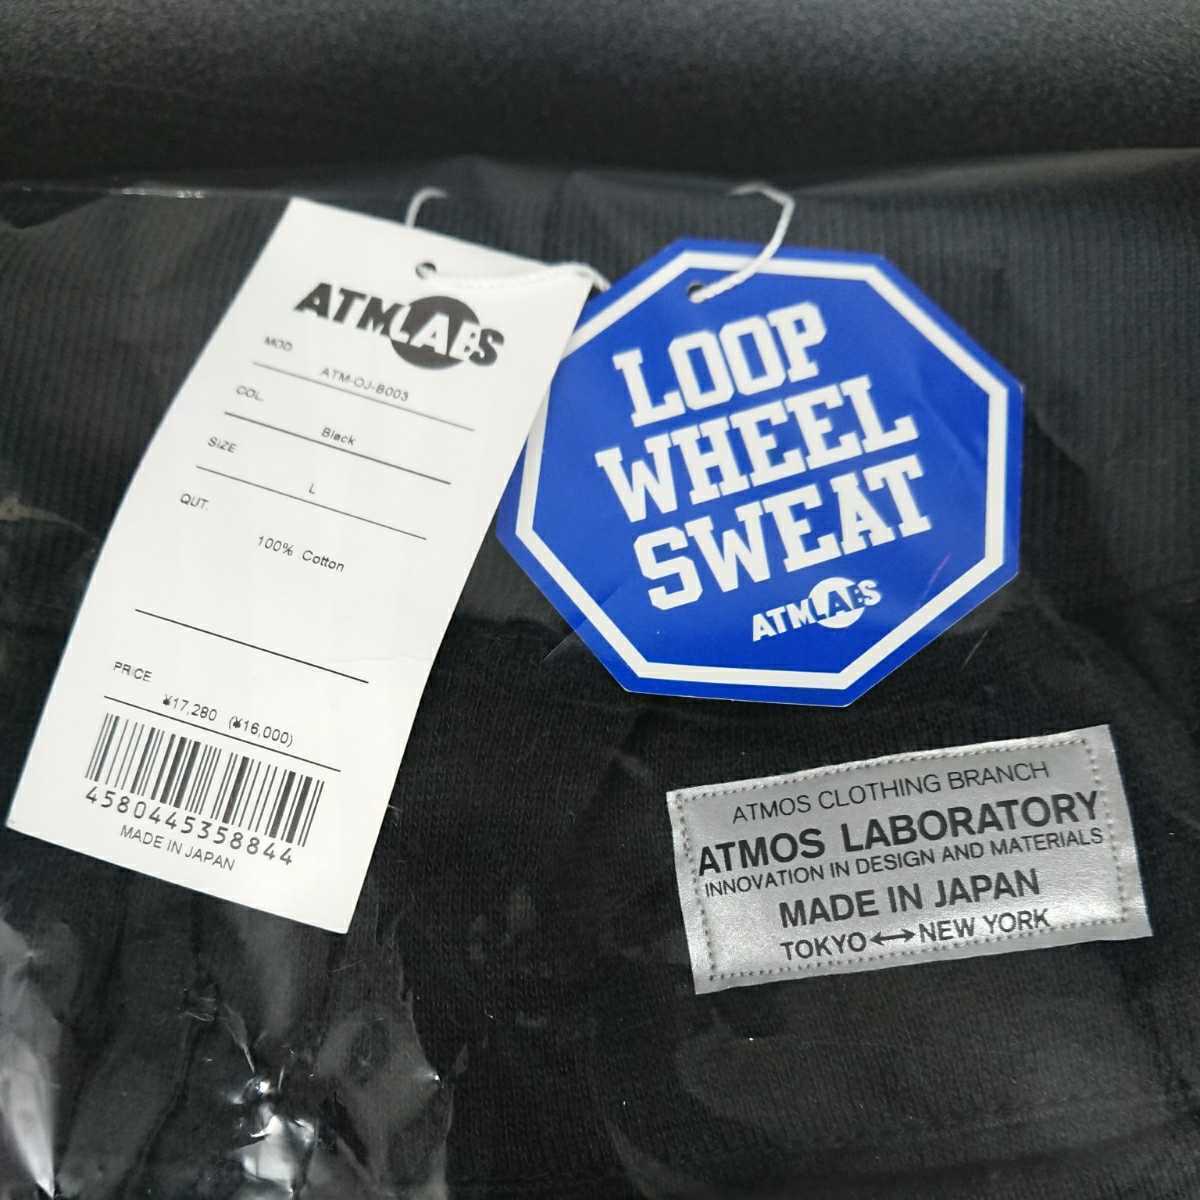 ATMLABS
MOD. ATM-OJ-B003
COL. Black
SIZE L
QUT. 100% Cotton
PRICE ¥17,280 (¥16,000)
4580445358844
MADE IN JAPAN
LOOP
WHEEL
SWEAT
ATMLABS
ATMOS CLOTHING BRANCH
ATMOS LABORATORY
INNOVATION IN DESIGN AND MATERIALS
MADE IN JAPAN
TOKYO↔NEW YORK